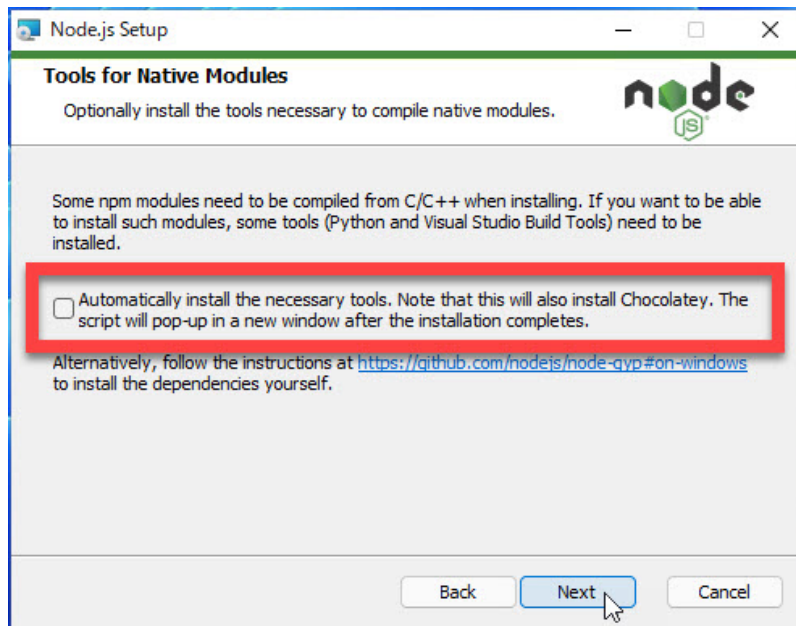 Node.js Setup
Tools for Native Modules
Optionally install the tools necessary to compile native modules.
node
JS
Some npm modules need to be compiled from C/C++ when installing. If you want to be able
to install such modules, some tools (Python and Visual Studio Build Tools) need to be
installed.
Automatically install the necessary tools. Note that this will also install Chocolatey. The
script will pop-up in a new window after the installation completes.
Alternatively, follow the instructions at https://github.com/nodejs/node-gyp#on-windows
to install the dependencies yourself.
Back Next Cancel